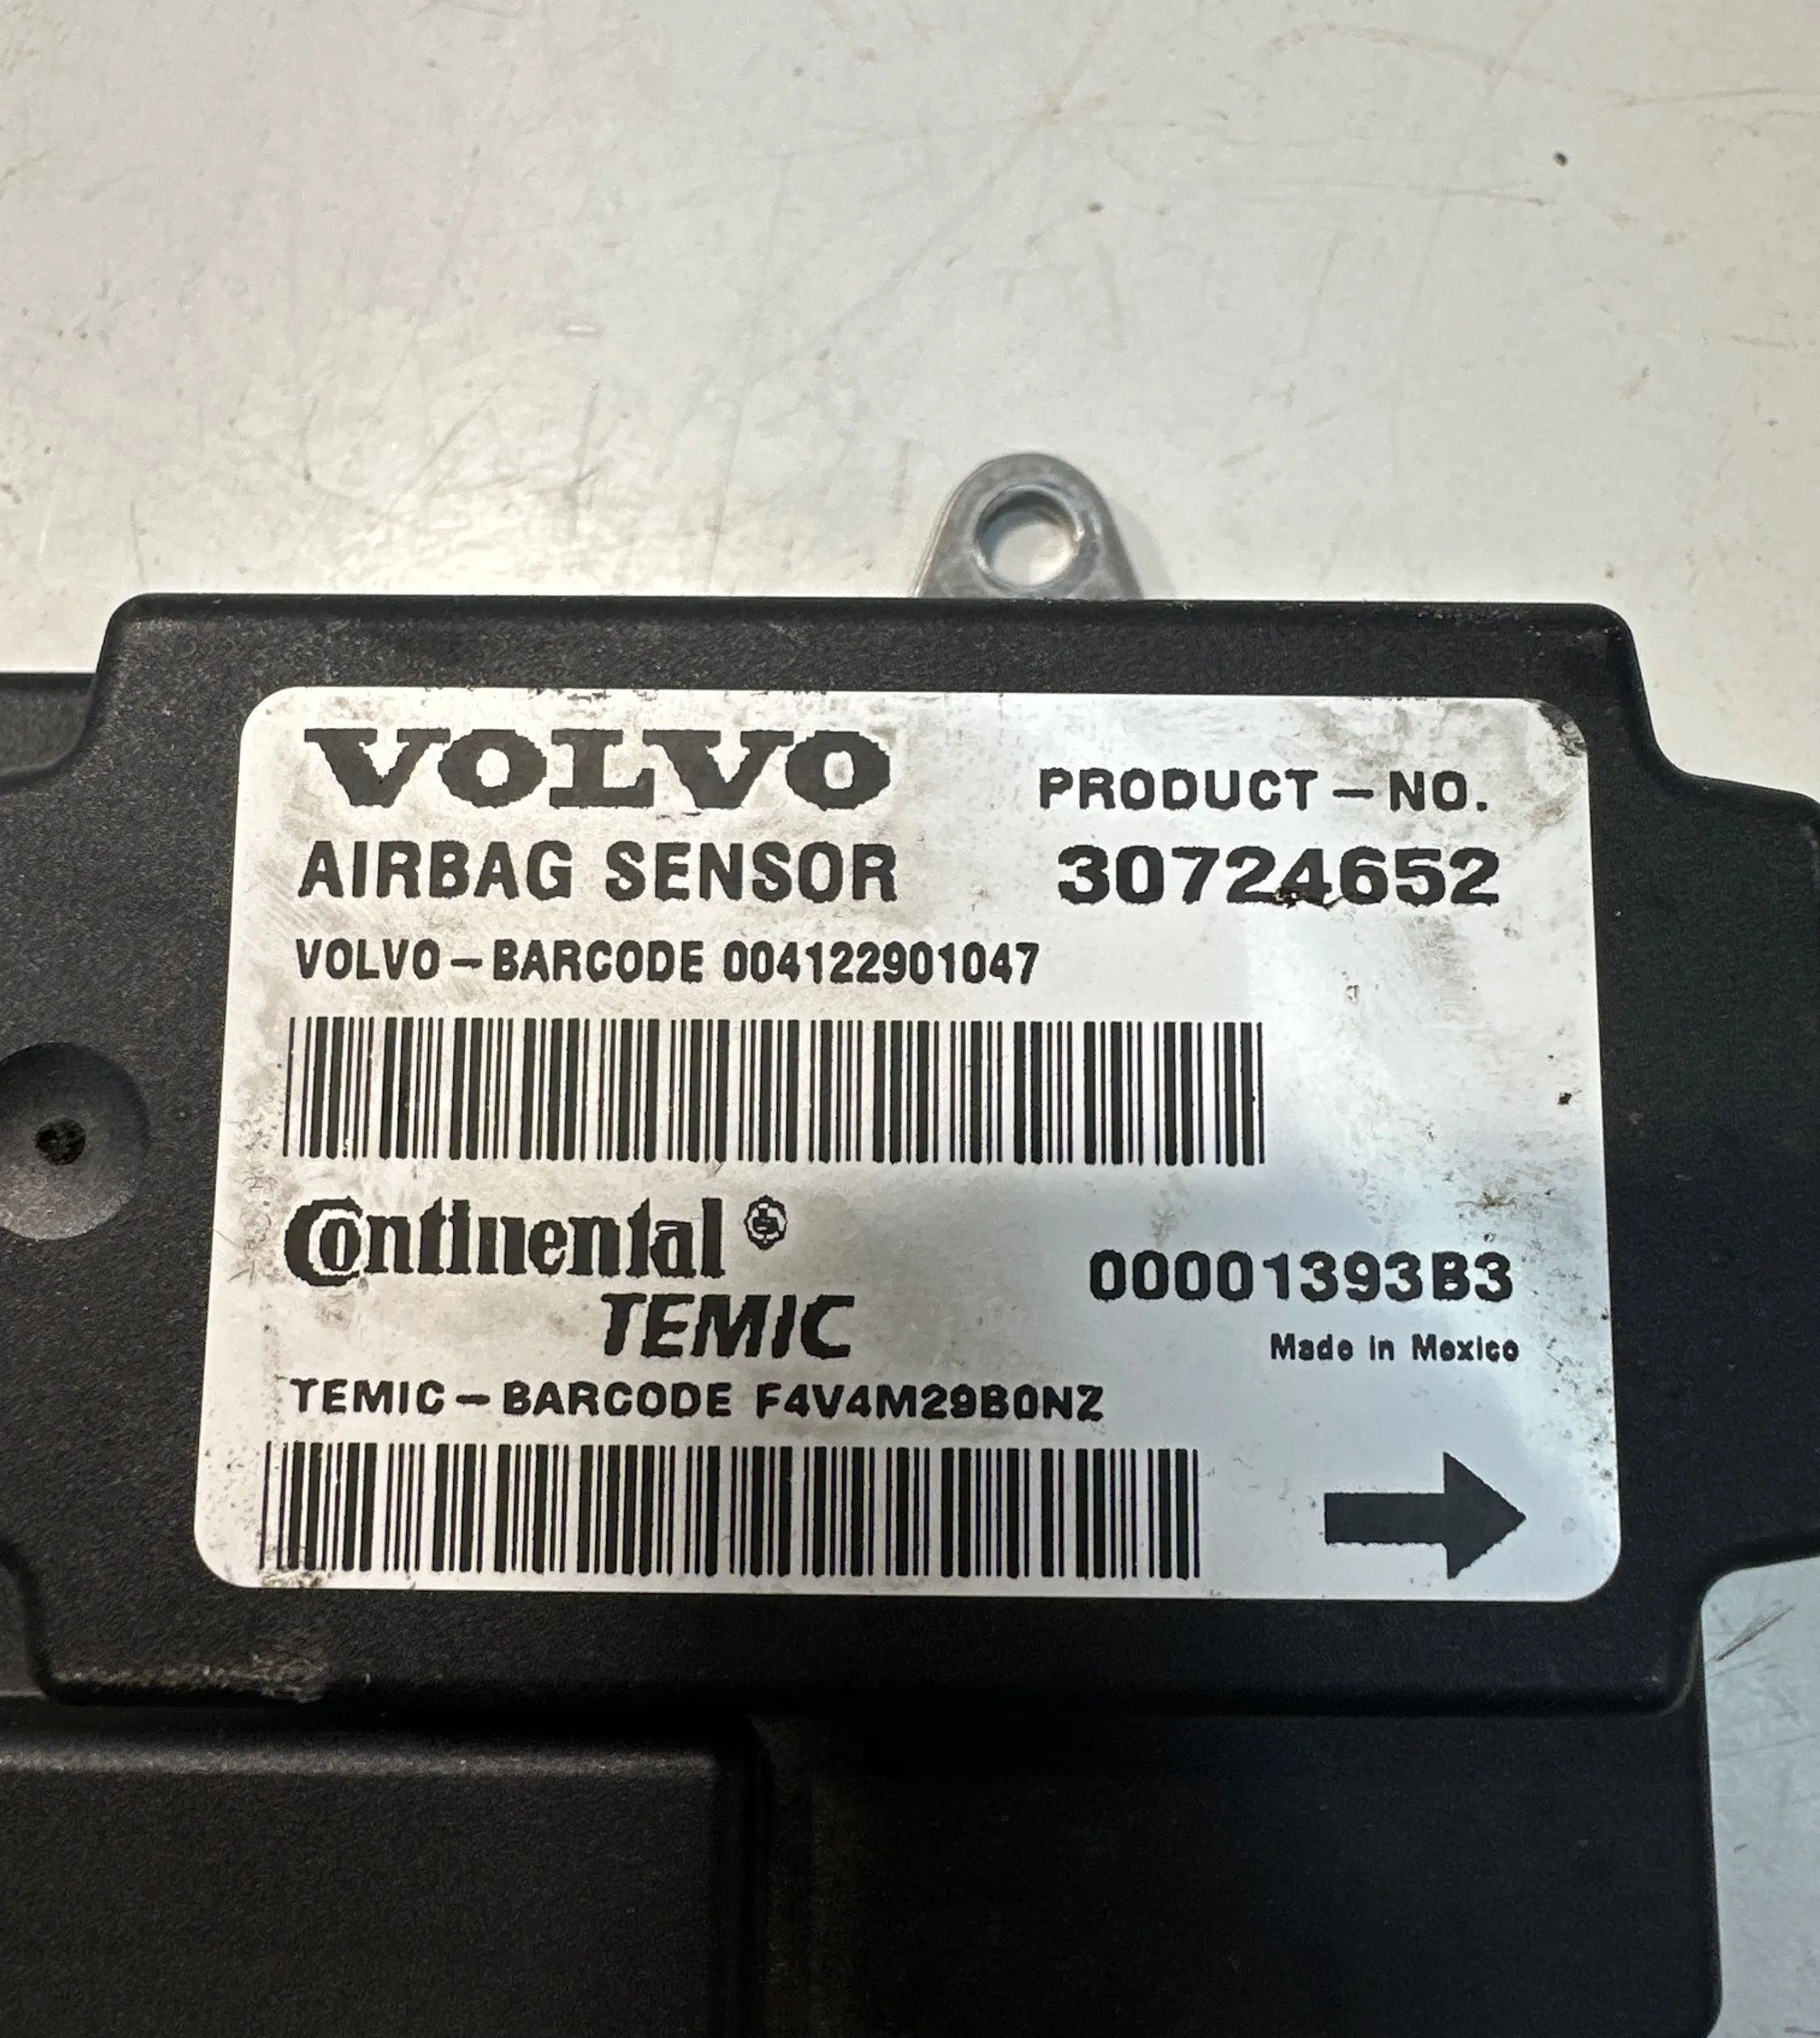 VOLVO
PRODUCT-NO.
AIRBAG SENSOR
30724652
VOLVO-BARCODE 004122901047
Continental
TEMIC
00001393B3
Made in Mexico
TEMIC-BARCODE F4V4M29B0NZ